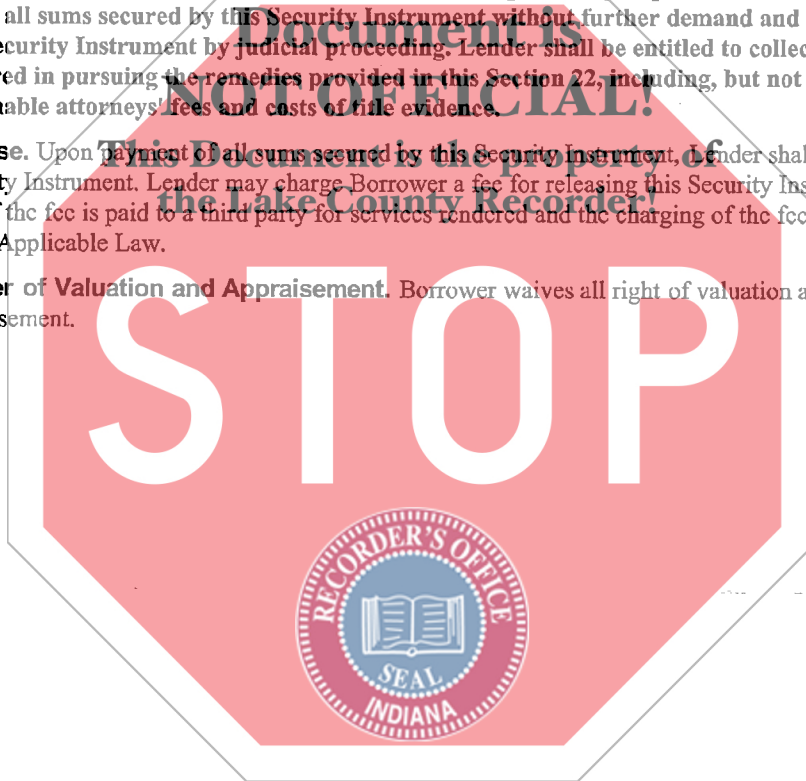 all sums secured by this Security Instrument without further demand and
Document is
ecurity Instrument by judicial proceeding. Lender shall be entitled to collec
ed in pursuing the remedies provided in this Section 22, including, but not
NOT OFFICIAL!
able attorneys' fees and costs of title evidence.
This Document is the property of
se. Upon payment of all sums secured by this Security Instrument, Lender shal
ty Instrument. Lender may charge Borrower a fee for releasing this Security Ins
the Lake County Recorder!
the fee is paid to a third party for services rendered and the charging of the fee
Applicable Law.
er of Valuation and Appraisement. Borrower waives all right of valuation a
sement.
STOP
RECORDER'S OFFICE
SEAL
INDIANA